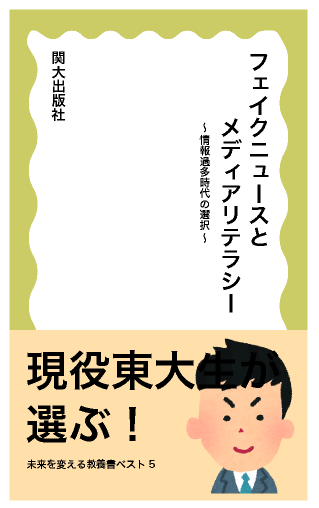 フェイクニュースと
メディアリテラシー
～情報過多時代の選択～
関大出版社
現役東大生が
選ぶ！
未来を変える教養書ベスト5